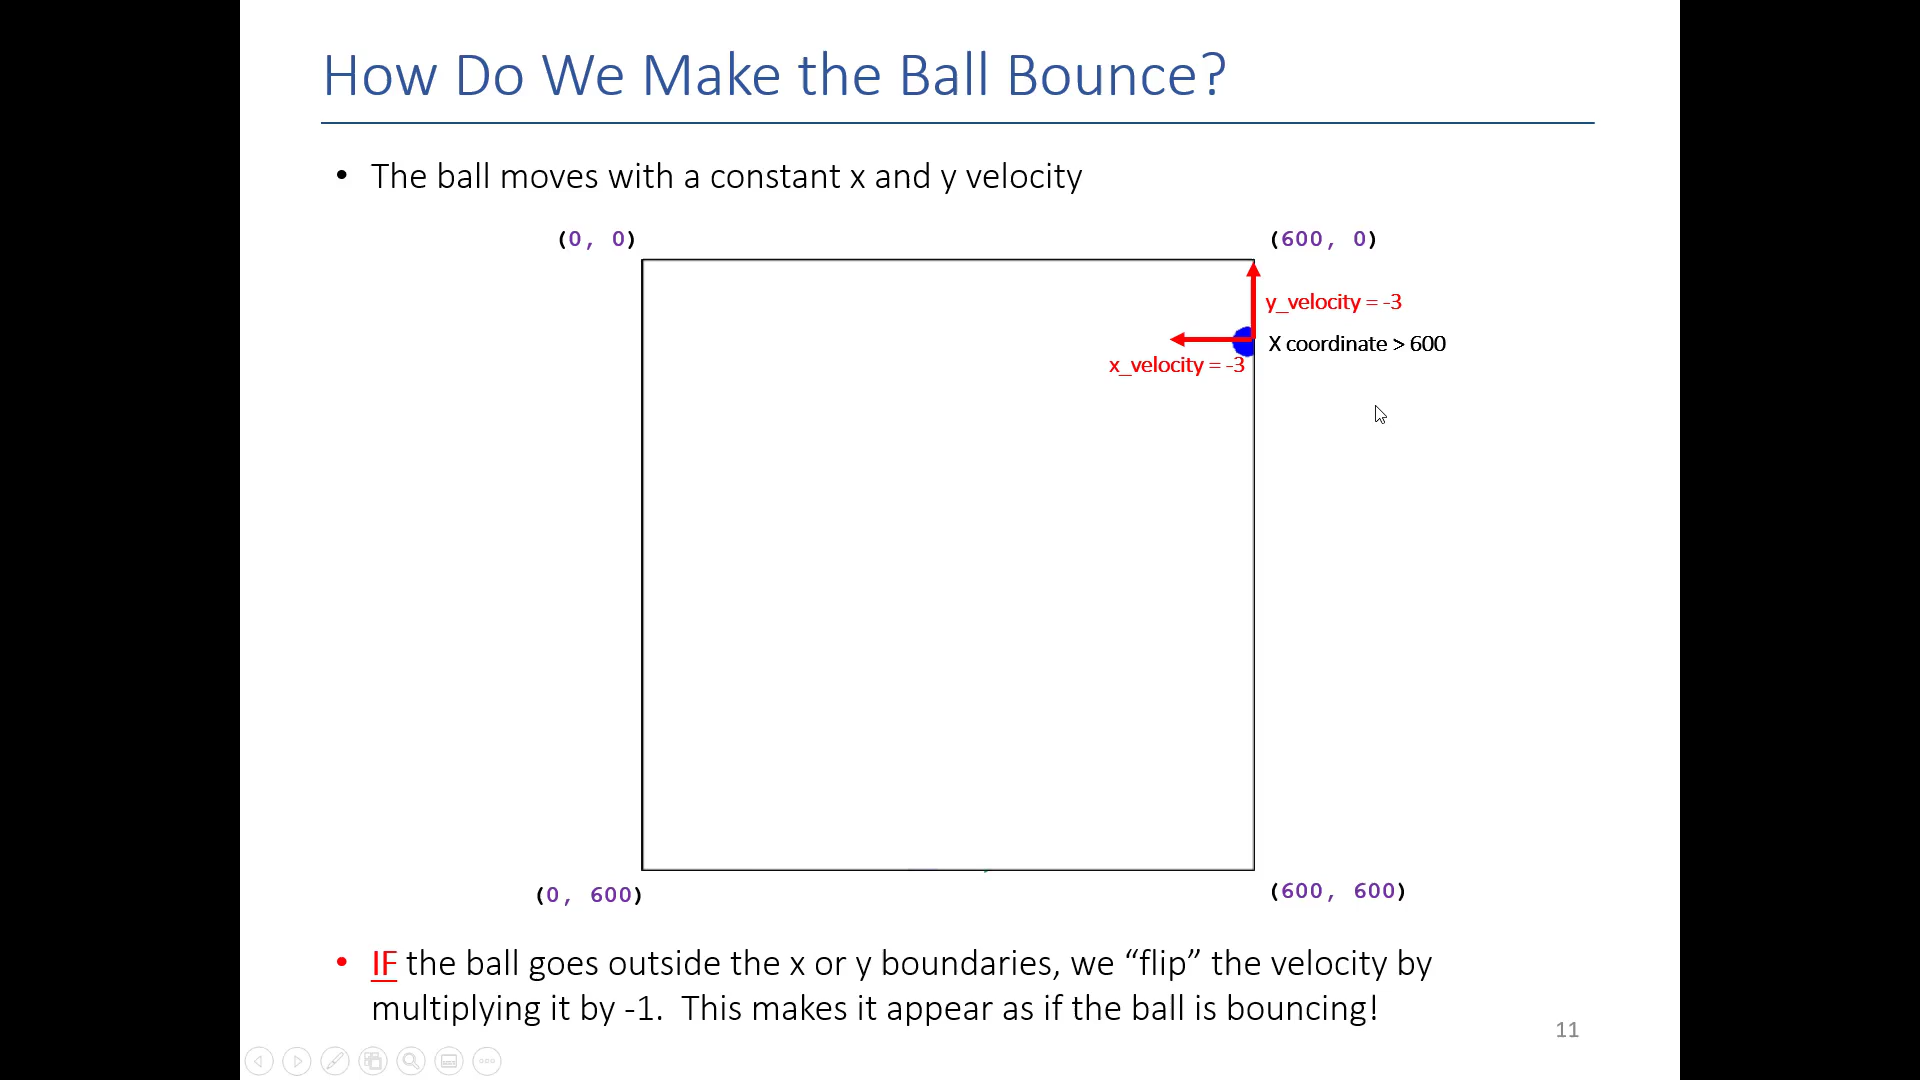 How Do We Make the Ball Bounce?
• The ball moves with a constant x and y velocity
(0, 0)
(600, 0)
y_velocity = -3
X coordinate > 600
x_velocity = -3
(0, 600)
(600, 600)
• IF the ball goes outside the x or y boundaries, we “flip” the velocity by
multiplying it by -1.  This makes it appear as if the ball is bouncing!
11